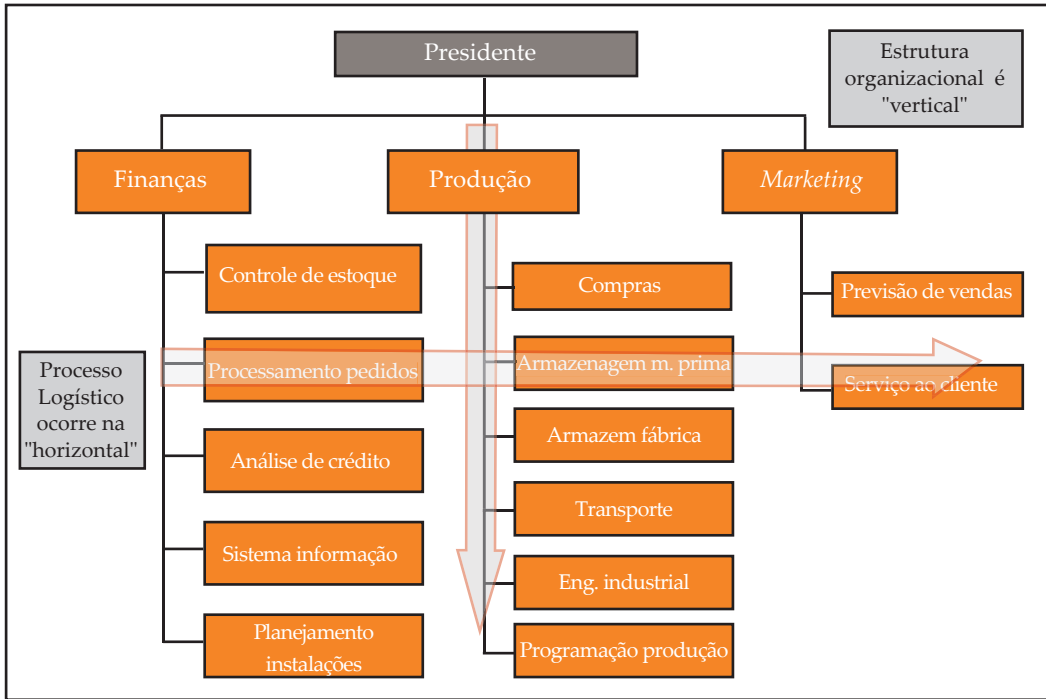 Presidente
Estrutura
organizacional é
"vertical"
Finanças
Produção
Marketing
Controle de estoque
Processamento pedidos
Análise de crédito
Sistema informação
Planejamento
instalações
Compras
Armazenagem m. prima
Armazem fábrica
Transporte
Eng. industrial
Programação produção
Previsão de vendas
Serviço ao cliente
Processo
Logístico
ocorre na
"horizontal"